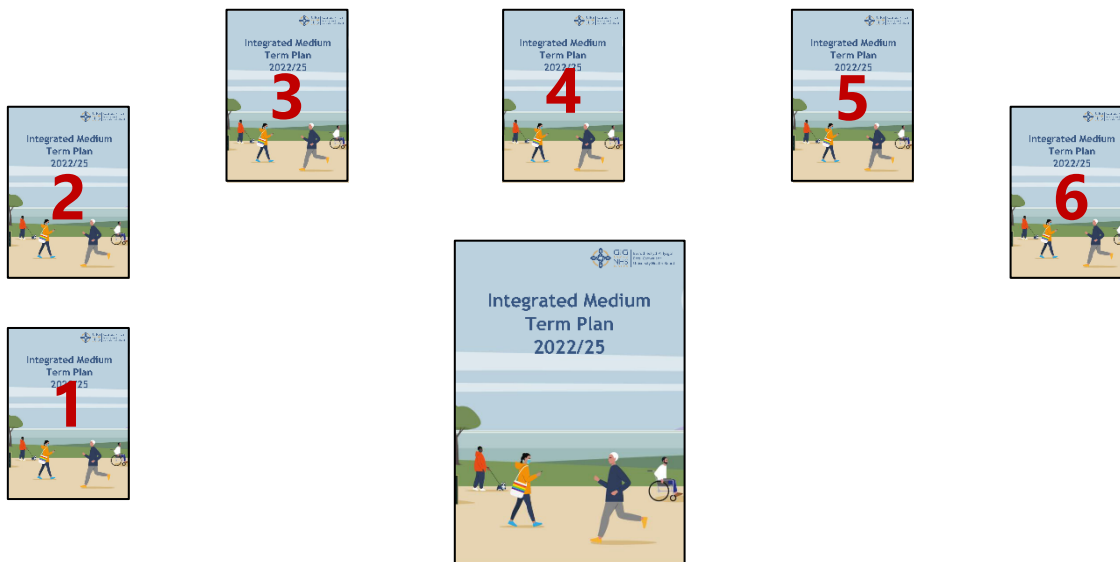 Integrated Medium
Term Plan
2022/25
3
Integrated Medium
Term Plan
2022/25
4
Integrated Medium
Term Plan
2022/25
5
Integrated Medium
Term Plan
2022/25
2
Integrated Medium
Term Plan
2022/25
6
Integrated Medium
Term Plan
2022/25
1
GIG
NHS
Integrated Medium
Term Plan
2022/25